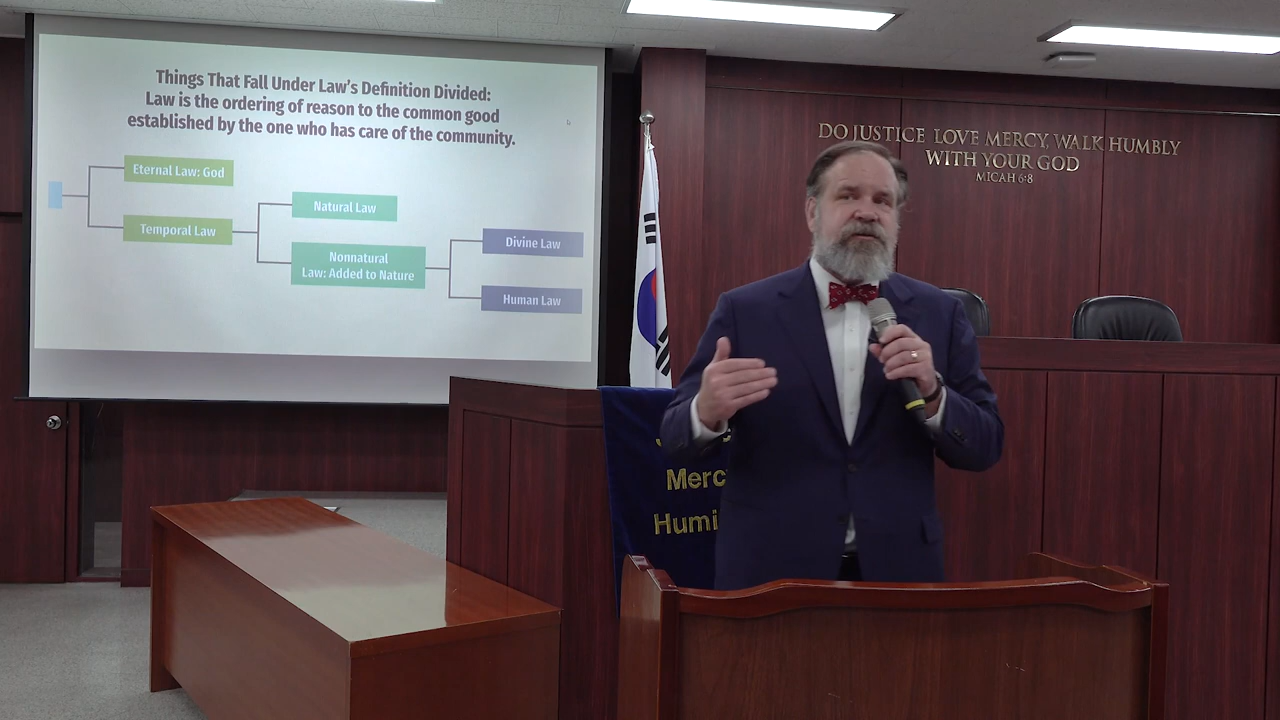 Things That Fall Under Law's Definition Divided:
Law is the ordering of reason to the common good
established by the one who has care of the community.
Eternal Law: God
Temporal Law
Natural Law
Nonnatural
Law: Added to Nature
Divine Law
Human Law
DO JUSTICE LOVE MERCY, WALK HUMBLY
WITH YOUR GOD
MICAH 6:8